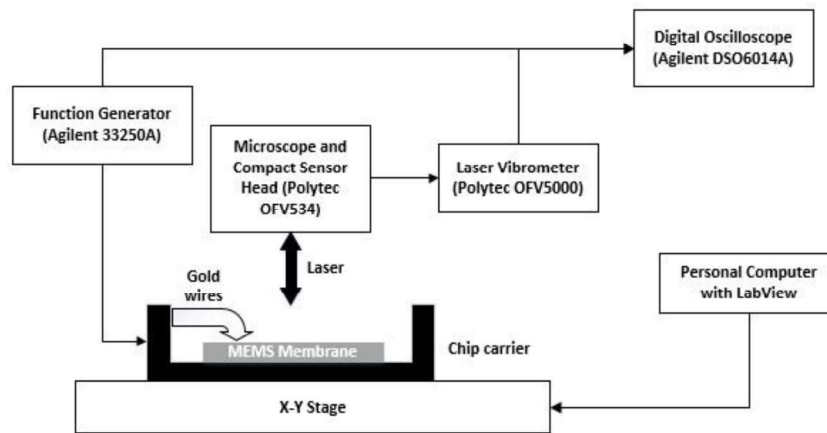 Digital Oscilloscope
(Agilent DSO6014A)
Function Generator
(Agilent 33250A)
Microscope and
Compact Sensor
Head (Polytec
OFV534)
Laser Vibrometer
(Polytec OFV5000)
Laser
Gold
wires
Personal Computer
with LabView
MEMS Membrane
Chip carrier
X-Y Stage